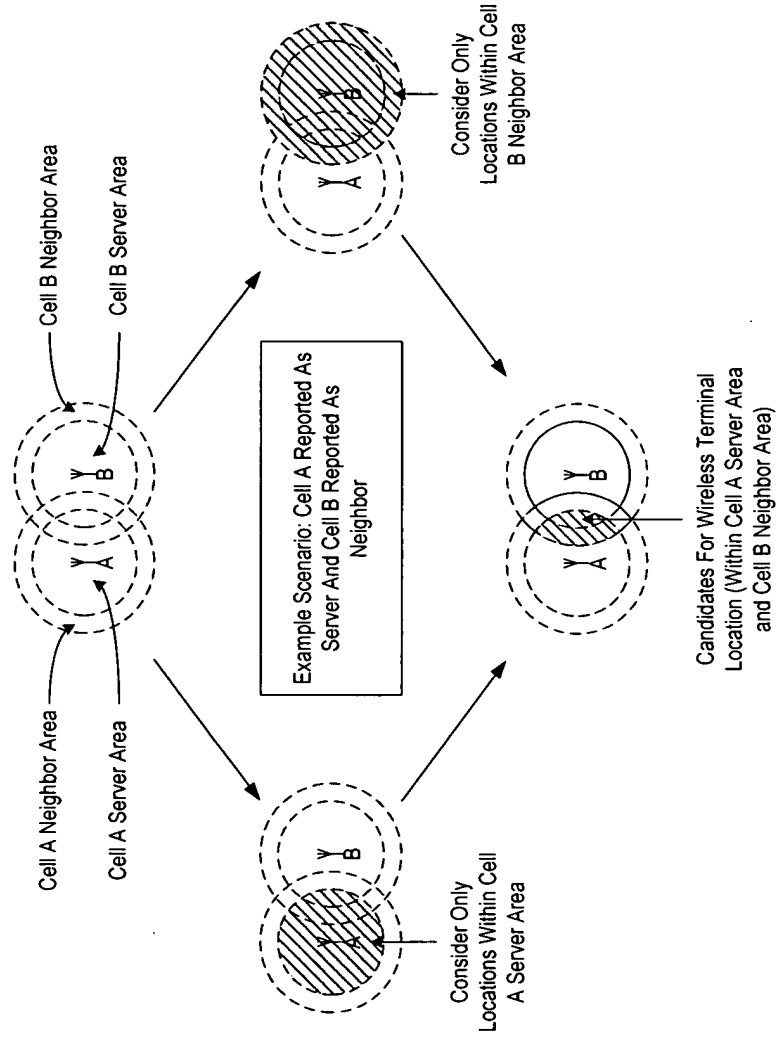 Cell A Neighbor Area
Cell A Server Area
A
B
Cell B Neighbor Area
Cell B Server Area
Example Scenario: Cell A Reported As
Server And Cell B Reported As
Neighbor
A
B
Consider Only
Locations Within Cell
A Server Area
A
B
Consider Only
Locations Within Cell
B Neighbor Area
A
B
Candidates For Wireless Terminal
Location (Within Cell A Server Area
and Cell B Neighbor Area)